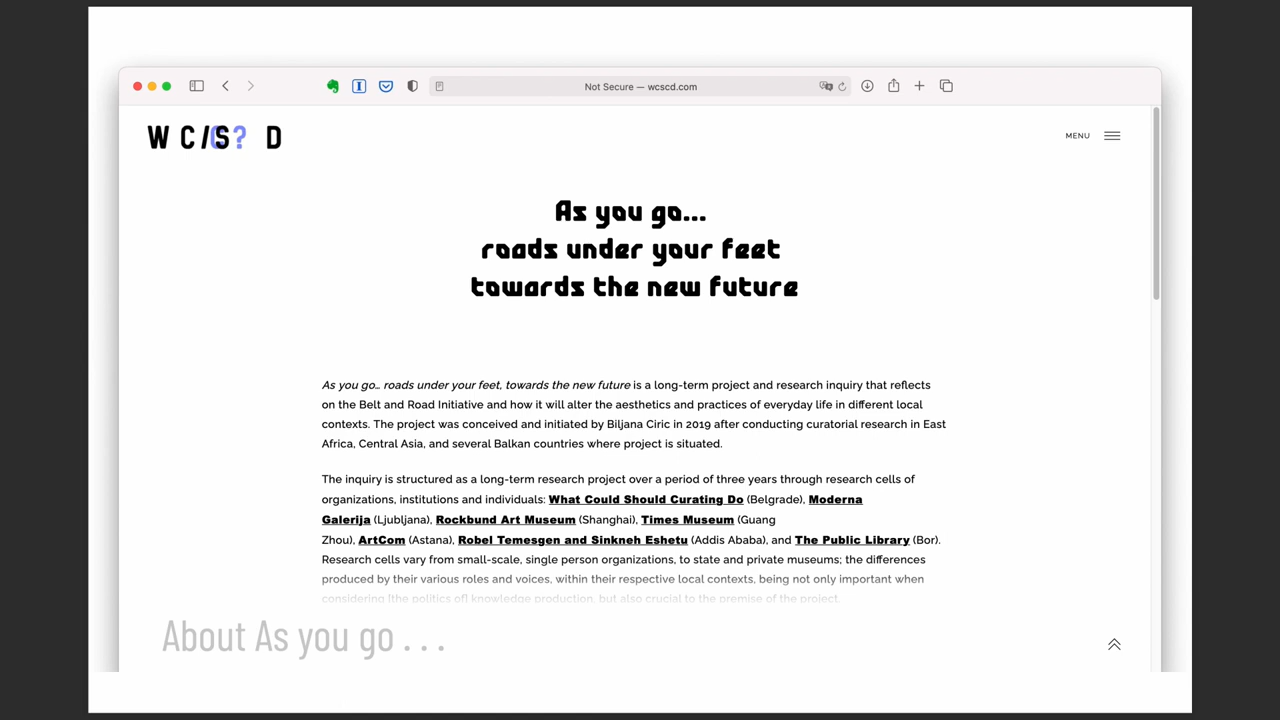 Not Secure — wcscd.com
W C/S? D
MENU
As you go...
roads under your feet
towards the new future
As you go… roads under your feet, towards the new future is a long-term project and research inquiry that reflects
on the Belt and Road Initiative and how it will alter the aesthetics and practices of everyday life in different local
contexts. The project was conceived and initiated by Biljana Ciric in 2019 after conducting curatorial research in East
Africa, Central Asia, and several Balkan countries where project is situated.
The inquiry is structured as a long-term research project over a period of three years through research cells of
organizations, institutions and individuals: What Could Should Curating Do (Belgrade), Moderna
Galerija (Ljubljana), Rockbund Art Museum (Shanghai), Times Museum (Guang
Zhou), ArtCom (Astana), Robel Temesgen and Sinkneh Eshetu (Addis Ababa), and The Public Library (Bor).
Research cells vary from small-scale, single person organizations, to state and private museums; the differences
produced by their various roles and voices, within their respective local contexts, being not only important when
considering [the politics of] knowledge production, but also crucial to the premise of the project.
About As you go . . .